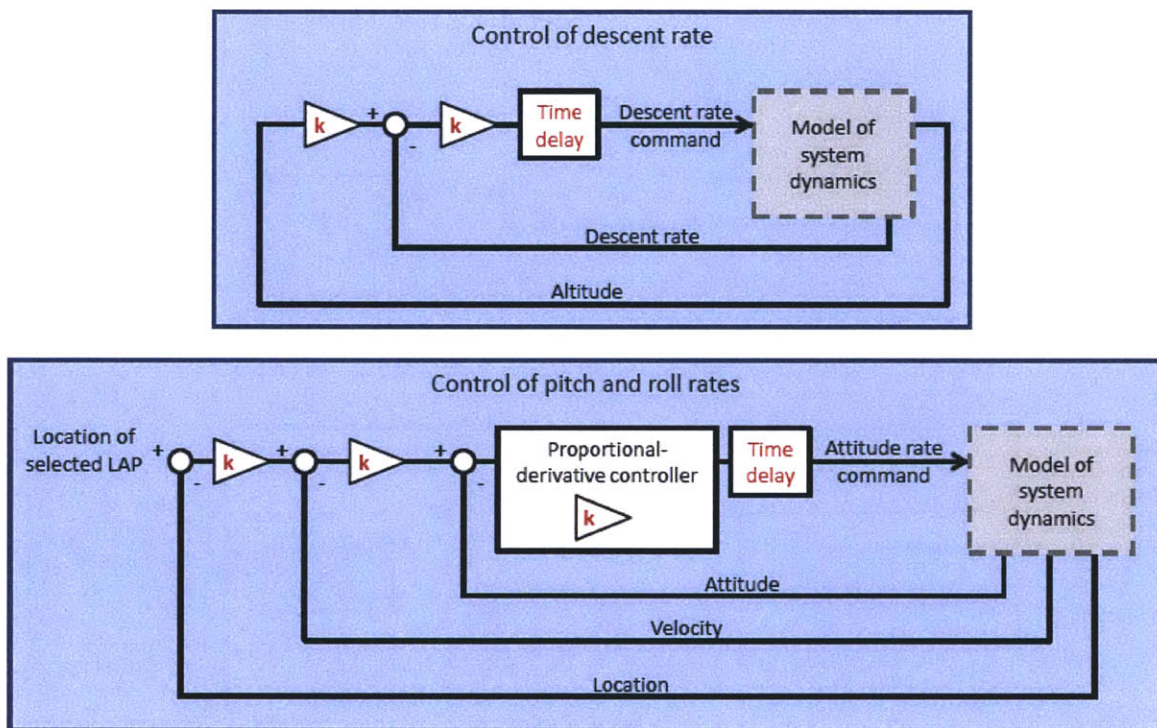 Control of descent rate
k
+
-
k
Time
delay
Descent rate
command
Model of
system
dynamics
Descent rate
Altitude
Control of pitch and roll rates
Location of
selected LAP
+
-
k
+
-
k
+
-
Proportional-
derivative controller
k
Time
delay
Attitude rate
command
Model of
system
dynamics
Attitude
Velocity
Location